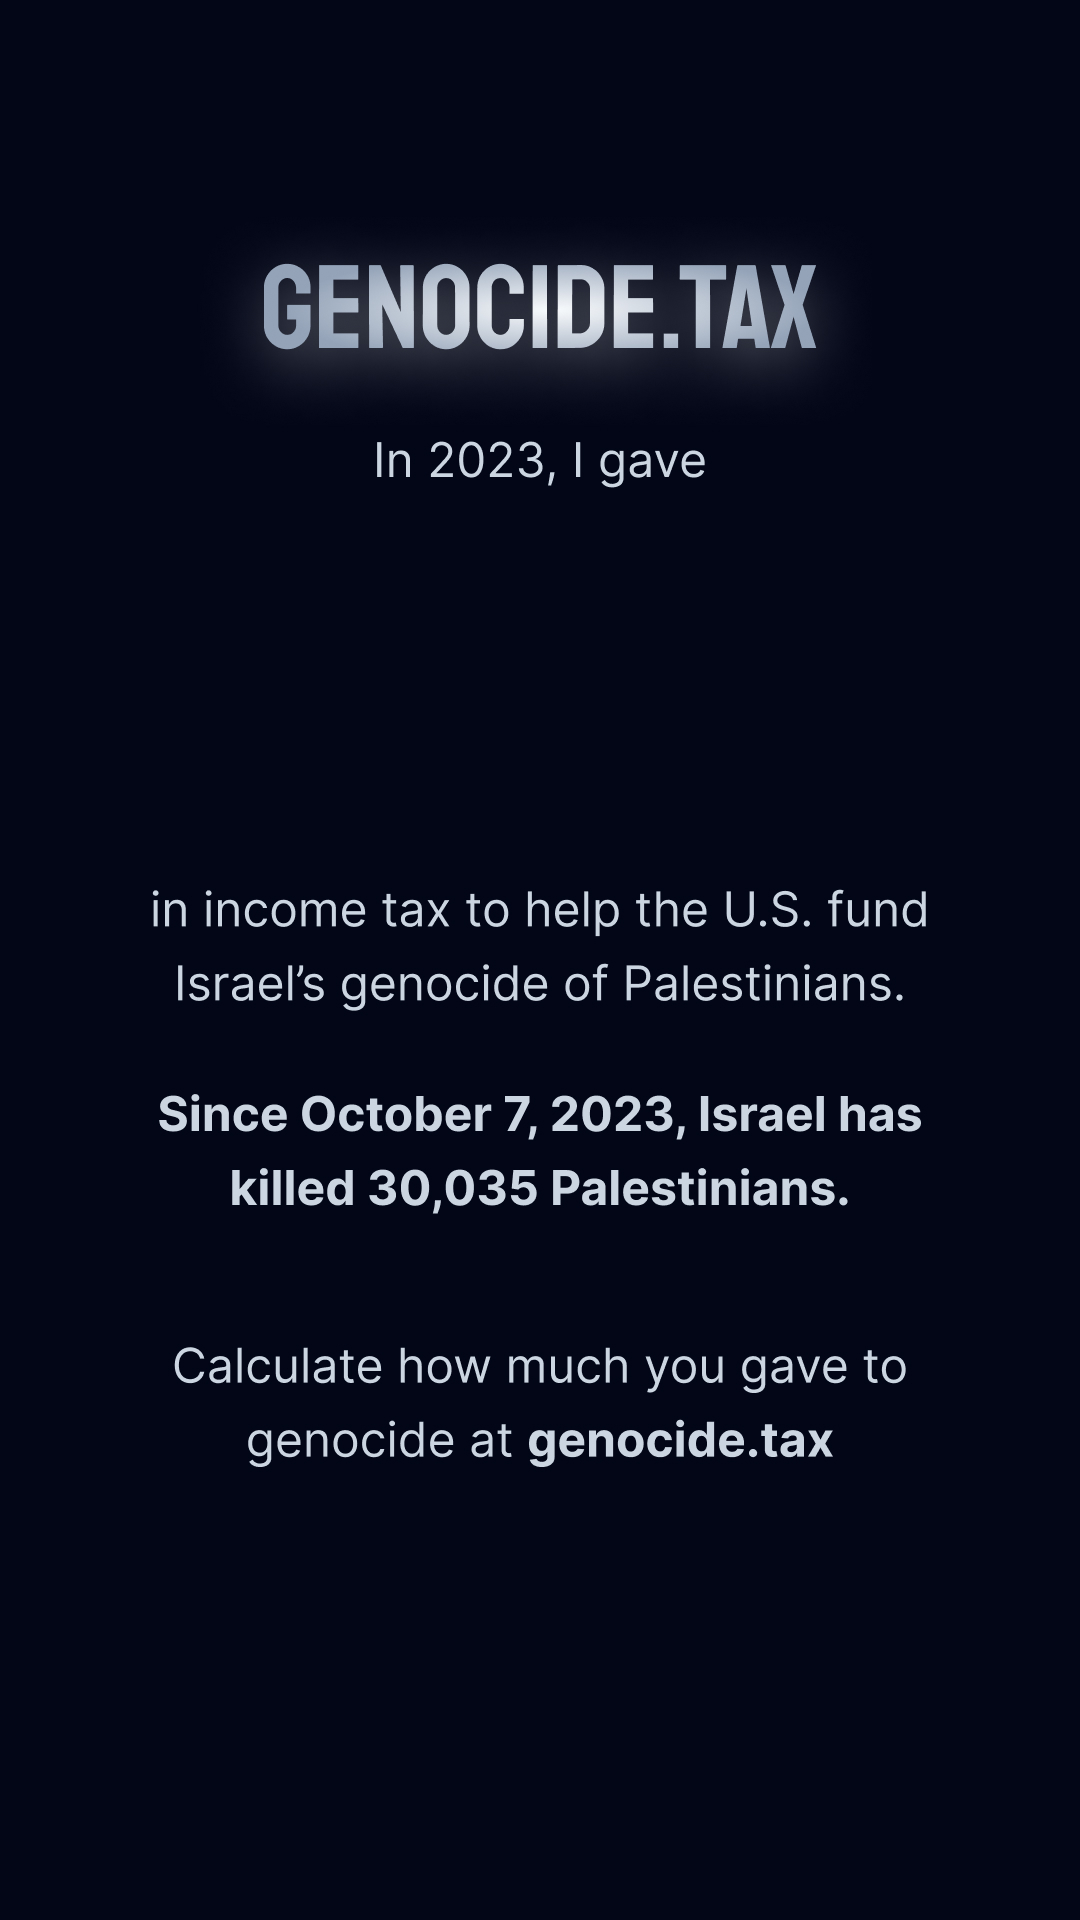 GENOCIDE.TAX
In 2023, I gave
in income tax to help the U.S. fund
Israel’s genocide of Palestinians.
Since October 7, 2023, Israel has
killed 30,035 Palestinians.
Calculate how much you gave to
genocide at genocide.tax